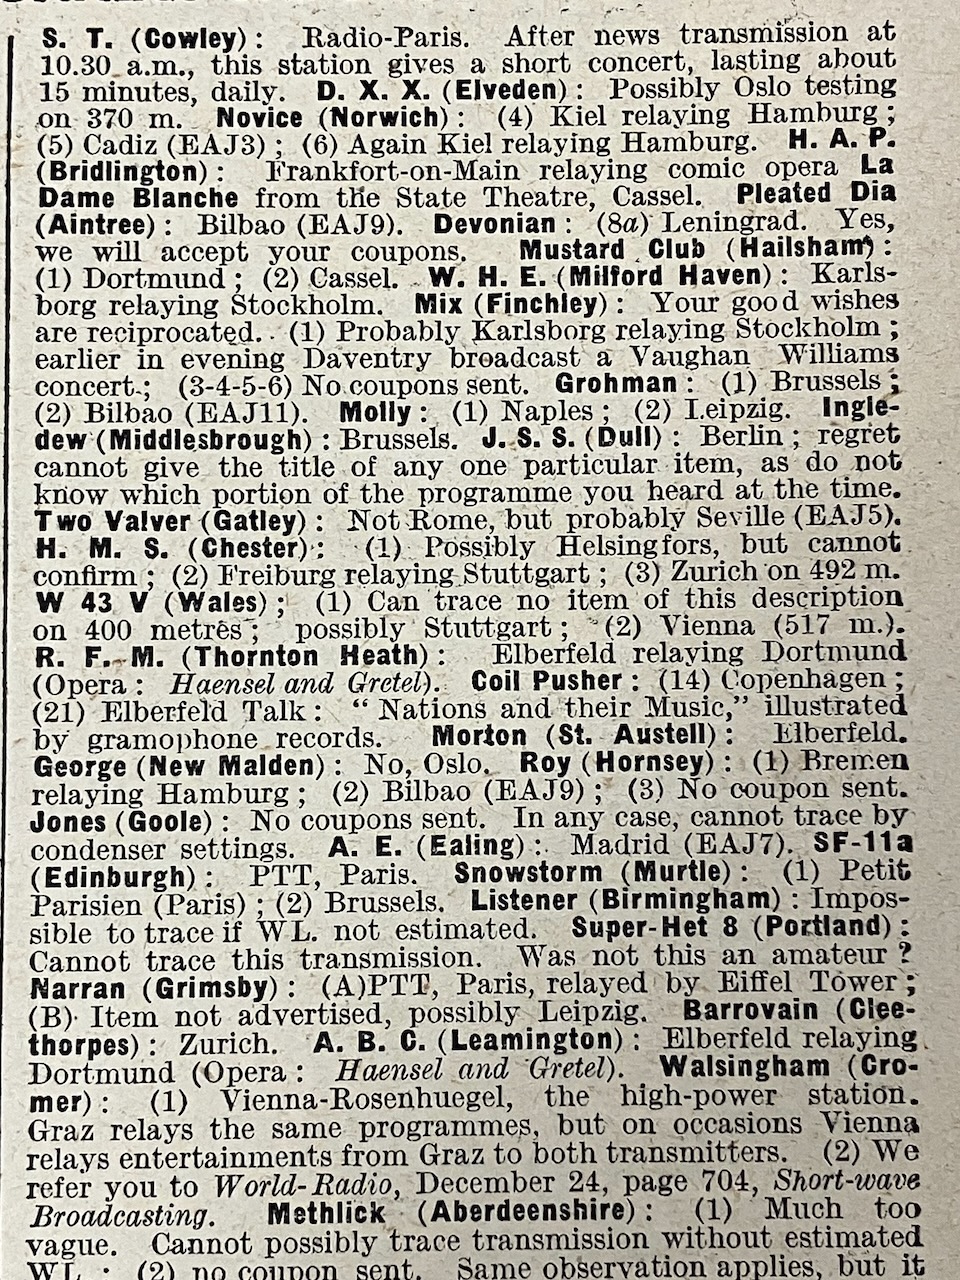 S. T. (Cowley): Radio-Paris. After news transmission at
10.30 a.m., this station gives a short concert, lasting about
15 minutes, daily. D. X. X. (Elveden): Possibly Oslo testing
on 370 m. Novice (Norwich): (4) Kiel relaying Hamburg;
(5) Cadiz (EAJ3); (6) Again Kiel relaying Hamburg. H. A. P.
(Bridlington): Frankfort-on-Main relaying comic opera La
Dame Blanche from the State Theatre, Cassel. Pleated Dia
(Aintree): Bilbao (EAJ9). Devonian: (8a) Leningrad. Yes,
we will accept your coupons. Mustard Club (Hailsham):
(1) Dortmund; (2) Cassel. W. H. E. (Milford Haven): Karls-
borg relaying Stockholm. Mix (Finchley): Your good wishes
are reciprocated. (1) Probably Karlsborg relaying Stockholm;
earlier in evening Daventry broadcast a Vaughan Williams
concert; (3-4-5-6) No coupons sent. Grohman: (1) Brussels;
(2) Bilbao (EAJ11). Molly: (1) Naples; (2) Leipzig. Ingle-
dew (Middlesbrough): Brussels. J. S. S. (Dull): Berlin; regret
cannot give the title of any one particular item, as do not
know which portion of the programme you heard at the time.
Two Valver (Gatley): Not Rome, but probably Seville (EAJ5).
H. M. S. (Chester): (1) Possibly Helsingfors, but cannot
confirm; (2) Freiburg relaying Stuttgart; (3) Zurich on 492 m.
W 43 V (Wales); (1) Can trace no item of this description
on 400 metres; possibly Stuttgart; (2) Vienna (517 m.).
R. F. M. (Thornton Heath): Elberfeld relaying Dortmund
(Opera: Haensel and Gretel). Coil Pusher: (14) Copenhagen;
(21) Elberfeld Talk: "Nations and their Music," illustrated
by gramophone records. Morton (St. Austell): Elberfeld.
George (New Malden): No, Oslo. Roy (Hornsey): (1) Bremen
relaying Hamburg; (2) Bilbao (EAJ9); (3) No coupon sent.
Jones (Goole): No coupons sent. In any case, cannot trace by
condenser settings. A. E. (Ealing): Madrid (EAJ7). SF-11a
(Edinburgh): PTT, Paris. Snowstorm (Murtle): (1) Petit
Parisien (Paris); (2) Brussels. Listener (Birmingham): Impos-
sible to trace if WL. not estimated. Super-Het 8 (Portland):
Cannot trace this transmission. Was not this an amateur?
Narran (Grimsby): (A)PTT, Paris, relayed by Eiffel Tower;
(B) Item not advertised, possibly Leipzig. Barrovain (Clee-
thorpes): Zurich. A. B. C. (Leamington): Elberfeld relaying
Dortmund (Opera: Haensel and Gretel). Walsingham (Cro-
mer): (1) Vienna-Rosenhuegel, the high-power station.
Graz relays the same programmes, but on occasions Vienna
relays entertainments from Graz to both transmitters. (2) We
refer you to World-Radio, December 24, page 704, Short-wave
Broadcasting. Methlick (Aberdeenshire): (1) Much too
vague. Cannot possibly trace transmission without estimated
WL; (2) no coupon sent. Same observation applies, but it